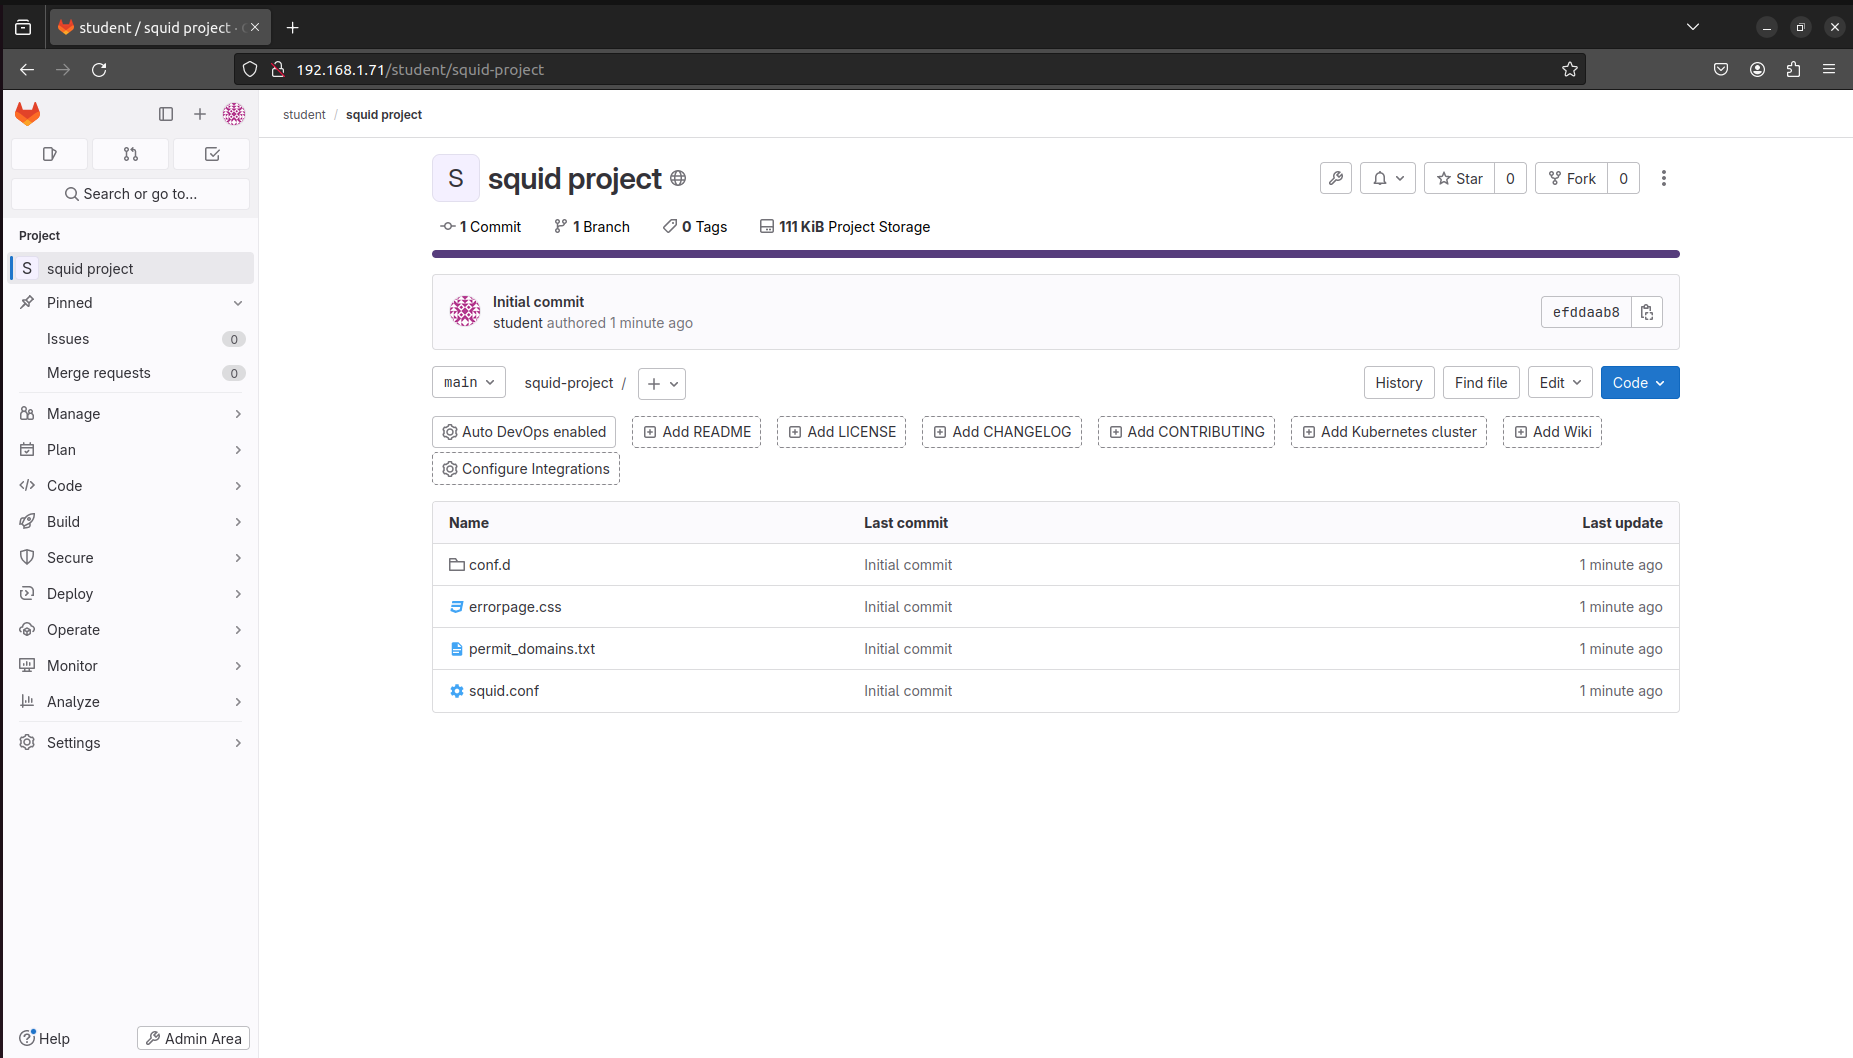 student / squid project ·
192.168.1.71/student/squid-project
student / squid project
Search or go to...
Project
S squid project
Pinned
Issues 0
Merge requests 0
Manage
Plan
Code
Build
Secure
Deploy
Operate
Monitor
Analyze
Settings
Help
Admin Area
S squid project
Star 0
Fork 0
1 Commit
1 Branch
0 Tags
111 KiB Project Storage
Initial commit
student authored 1 minute ago
efddaab8
main
squid-project /
History
Find file
Edit
Code
Auto DevOps enabled
Add README
Add LICENSE
Add CHANGELOG
Add CONTRIBUTING
Add Kubernetes cluster
Add Wiki
Configure Integrations
Name Last commit Last update
conf.d Initial commit 1 minute ago
errorpage.css Initial commit 1 minute ago
permit_domains.txt Initial commit 1 minute ago
squid.conf Initial commit 1 minute ago